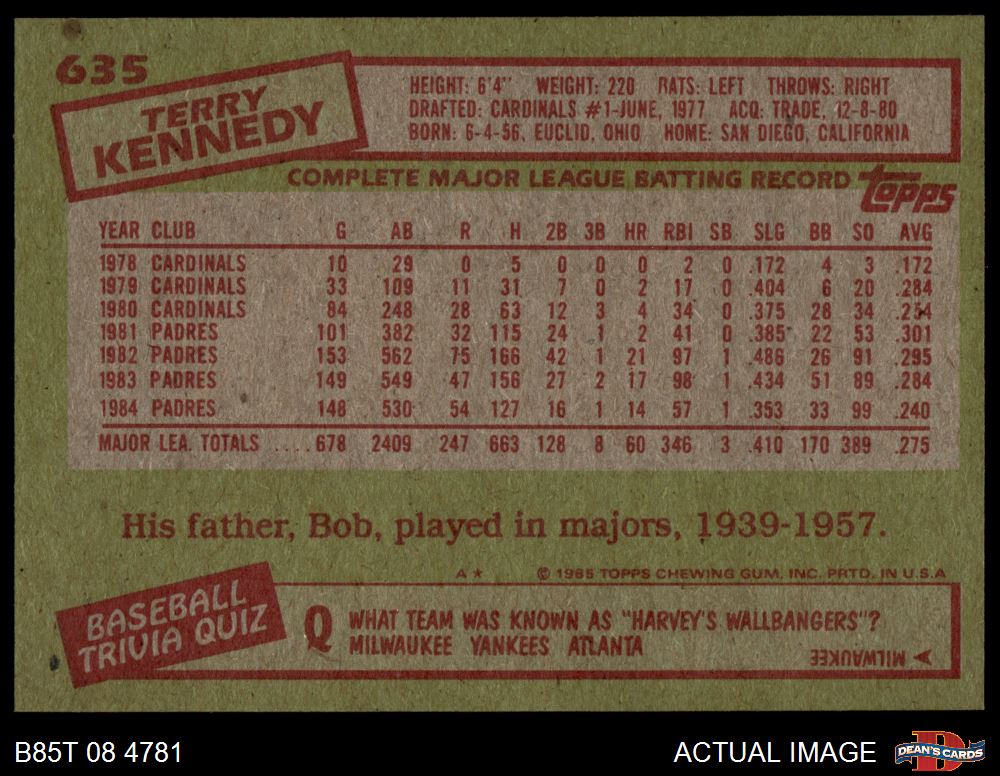 635
TERRY
KENNEDY
HEIGHT: 6'4" WEIGHT: 220 BATS: LEFT THROWS: RIGHT
DRAFTED: CARDINALS #1-JUNE, 1977 ACQ: TRADE, 12-8-80
BORN: 6-4-56, EUCLID, OHIO HOME: SAN DIEGO, CALIFORNIA
COMPLETE MAJOR LEAGUE BATTING RECORD Topps
YEAR CLUB G AB R H 2B 3B HR RBI SB SLG BB SO AVG
1978 CARDINALS 10 29 0 5 0 0 0 2 0 .172 4 3 .172
1979 CARDINALS 33 109 11 31 7 0 2 17 0 .404 6 20 .284
1980 CARDINALS 84 248 28 63 12 3 4 34 0 .375 28 34 .254
1981 PADRES 101 382 32 115 24 1 2 41 0 .385 22 53 .301
1982 PADRES 153 562 75 166 42 1 21 97 1 .486 26 91 .295
1983 PADRES 149 549 47 156 27 2 17 98 1 .434 51 89 .284
1984 PADRES 148 530 54 127 16 1 14 57 1 .353 33 99 .240
MAJOR LEA. TOTALS ....678 2409 247 663 128 8 60 346 3 .410 170 389 .275
His father, Bob, played in majors, 1939-1957.
A★ © 1985 TOPPS CHEWING GUM, INC. PRTD. IN U.S.A
BASEBALL
TRIVIA QUIZ
Q WHAT TEAM WAS KNOWN AS "HARVEY'S WALLBANGERS"?
MILWAUKEE YANKEES ATLANTA
MILWAUKEE
B85T 08 4781
ACTUAL IMAGE
DEAN'S CARDS